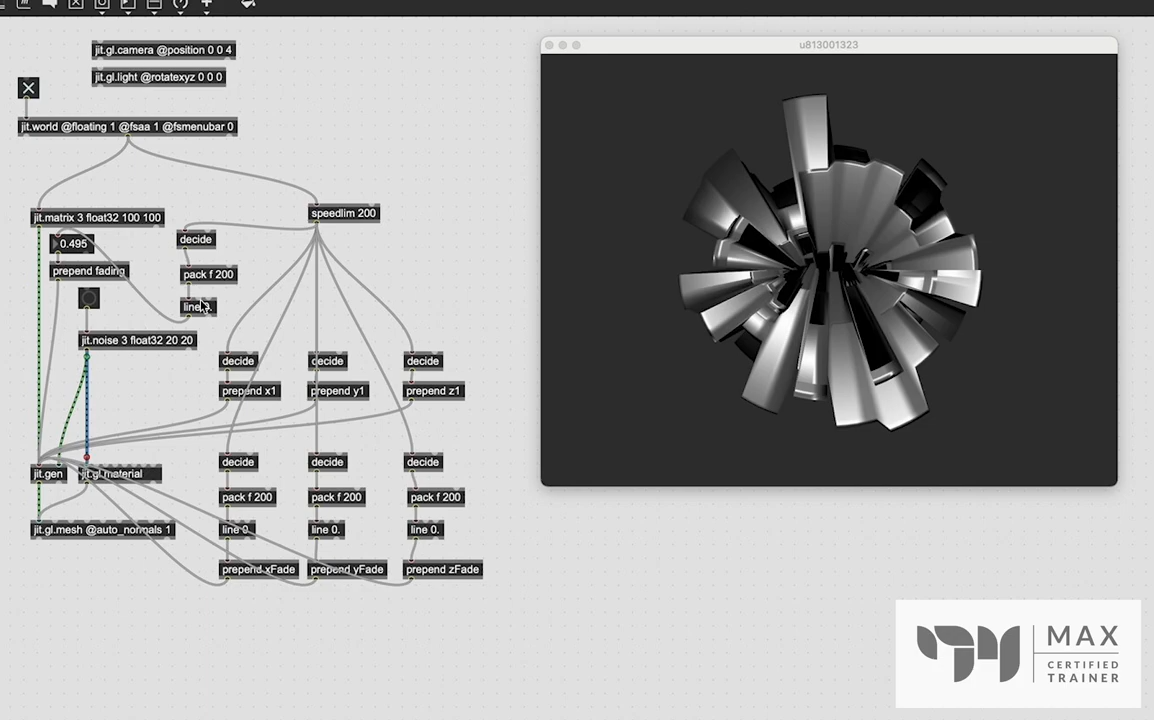 jit.gl.camera @position 0 0 4
jit.gl.light @rotatexyz 0 0 0
jit.world @floating 1 @fsaa 1 @fsmenubar 0
jit.matrix 3 float32 100 100
speedlim 200
0.495
decide
prepend fading
pack f 200
line 0.
jit.noise 3 float32 20 20
decide
decide
decide
prepend x1
prepend y1
prepend z1
decide
decide
decide
jit.gen
jit.gl.material
pack f 200
pack f 200
pack f 200
jit.gl.mesh @auto_normals 1
line 0.
line 0.
line 0.
prepend xFade
prepend yFade
prepend zFade
u813001323
MAX
CERTIFIED
TRAINER